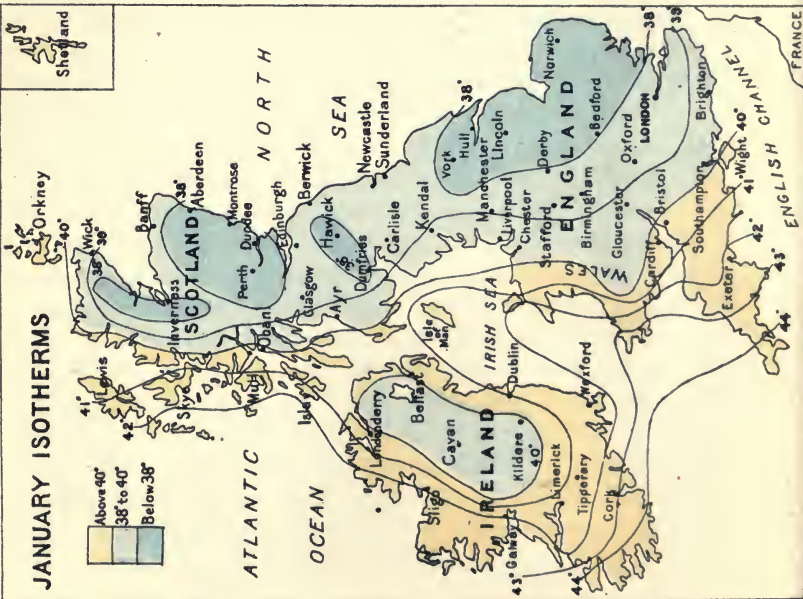 JANUARY ISOTHERMS
Above 40°
38° to 40°
Below 38°
Shetland
Orkney
40°
Wick
39°
38°
Banff
38°
Aberdeen
Inverness
SCOTLAND
Montrose
Dundee
Perth
Edinburgh
Berwick
Oban
Glasgow
Hawick
Ayr
Dumfries
Carlisle
Newcastle
Sunderland
Kendal
41°
Lewis
42°
Skye
Mull
Islay
NORTH
SEA
ATLANTIC
OCEAN
Isle
of
Man
IRISH SEA
Londonderry
Belfast
Cavan
Sligo
IRELAND
Kildare
40°
Dublin
Galway
43°
Limerick
Tipperary
Wexford
Cork
44°
38°
York
Hull
Lincoln
Manchester
Liverpool
Chester
Derby
Stafford
Norwich
ENGLAND
Birmingham
Bedford
WALES
Gloucester
Oxford
LONDON
38°
39°
Cardiff
Bristol
Southampton
Brighton
Wight
40°
41°
42°
Exeter
43°
44°
ENGLISH CHANNEL
FRANCE